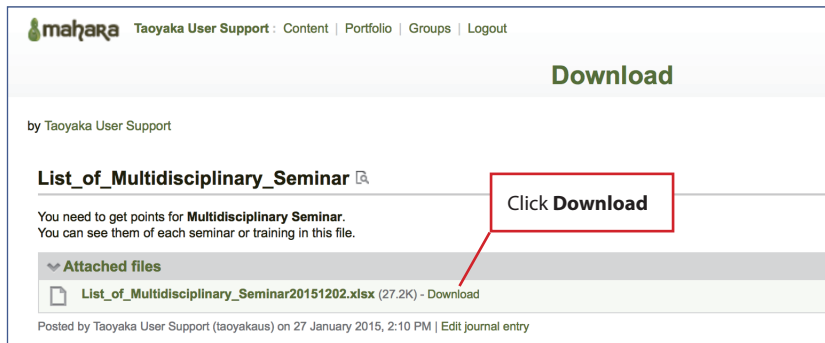 mahara Taoyaka User Support : Content | Portfolio | Groups | Logout
Download
by Taoyaka User Support
List_of_Multidisciplinary_Seminar
Click Download
You need to get points for Multidisciplinary Seminar.
You can see them of each seminar or training in this file.
Attached files
List_of_Multidisciplinary_Seminar20151202.xlsx (27.2K) - Download
Posted by Taoyaka User Support (taoyakaus) on 27 January 2015, 2:10 PM | Edit journal entry